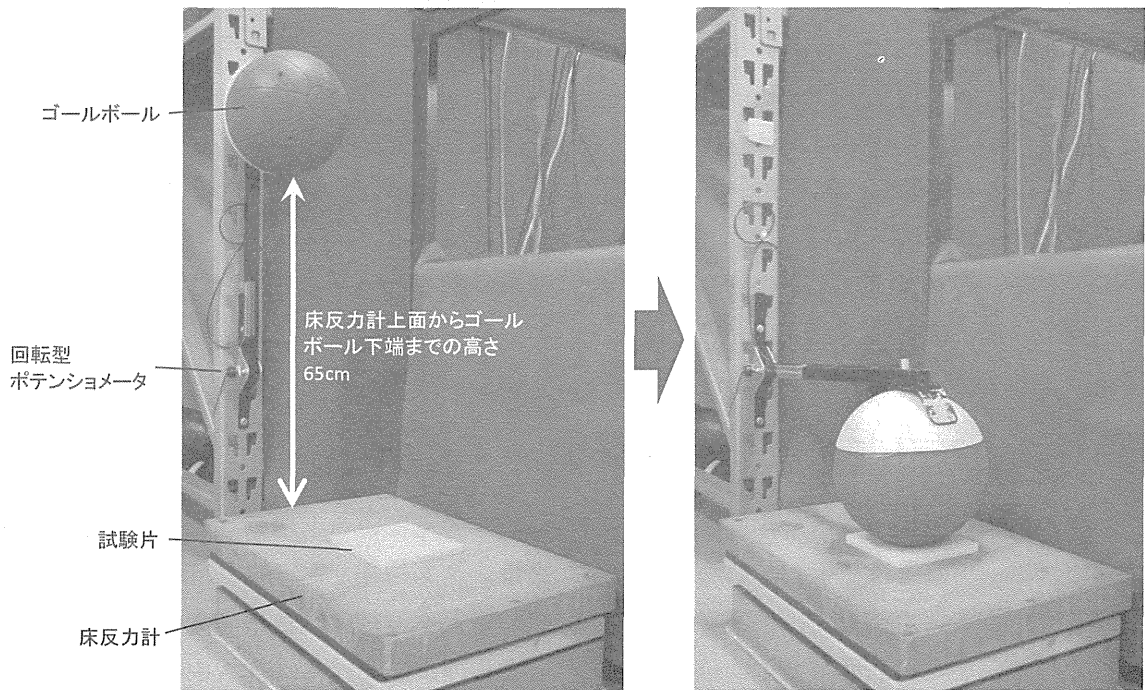 ゴールボール
床反力計上面からゴール
ボール下端までの高さ
65cm
回転型
ポテンショメータ
試験片
床反力計